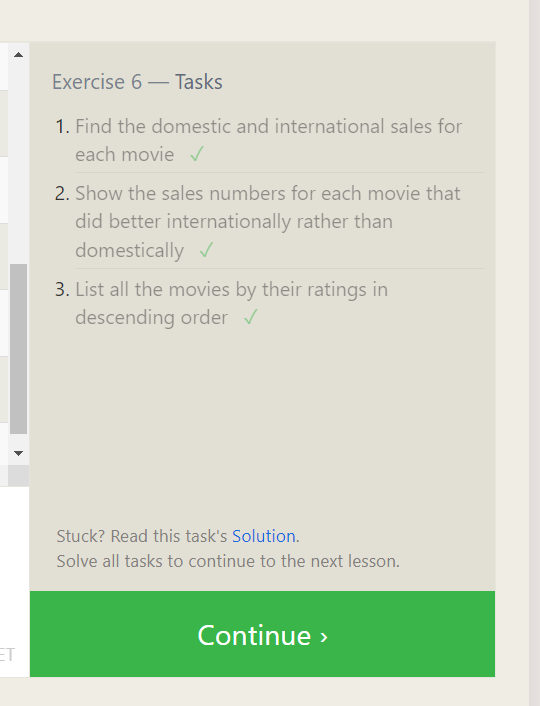 Exercise 6 — Tasks
1. Find the domestic and international sales for
each movie ✓
2. Show the sales numbers for each movie that
did better internationally rather than
domestically ✓
3. List all the movies by their ratings in
descending order ✓
Stuck? Read this task's Solution.
Solve all tasks to continue to the next lesson.
ET
Continue ›